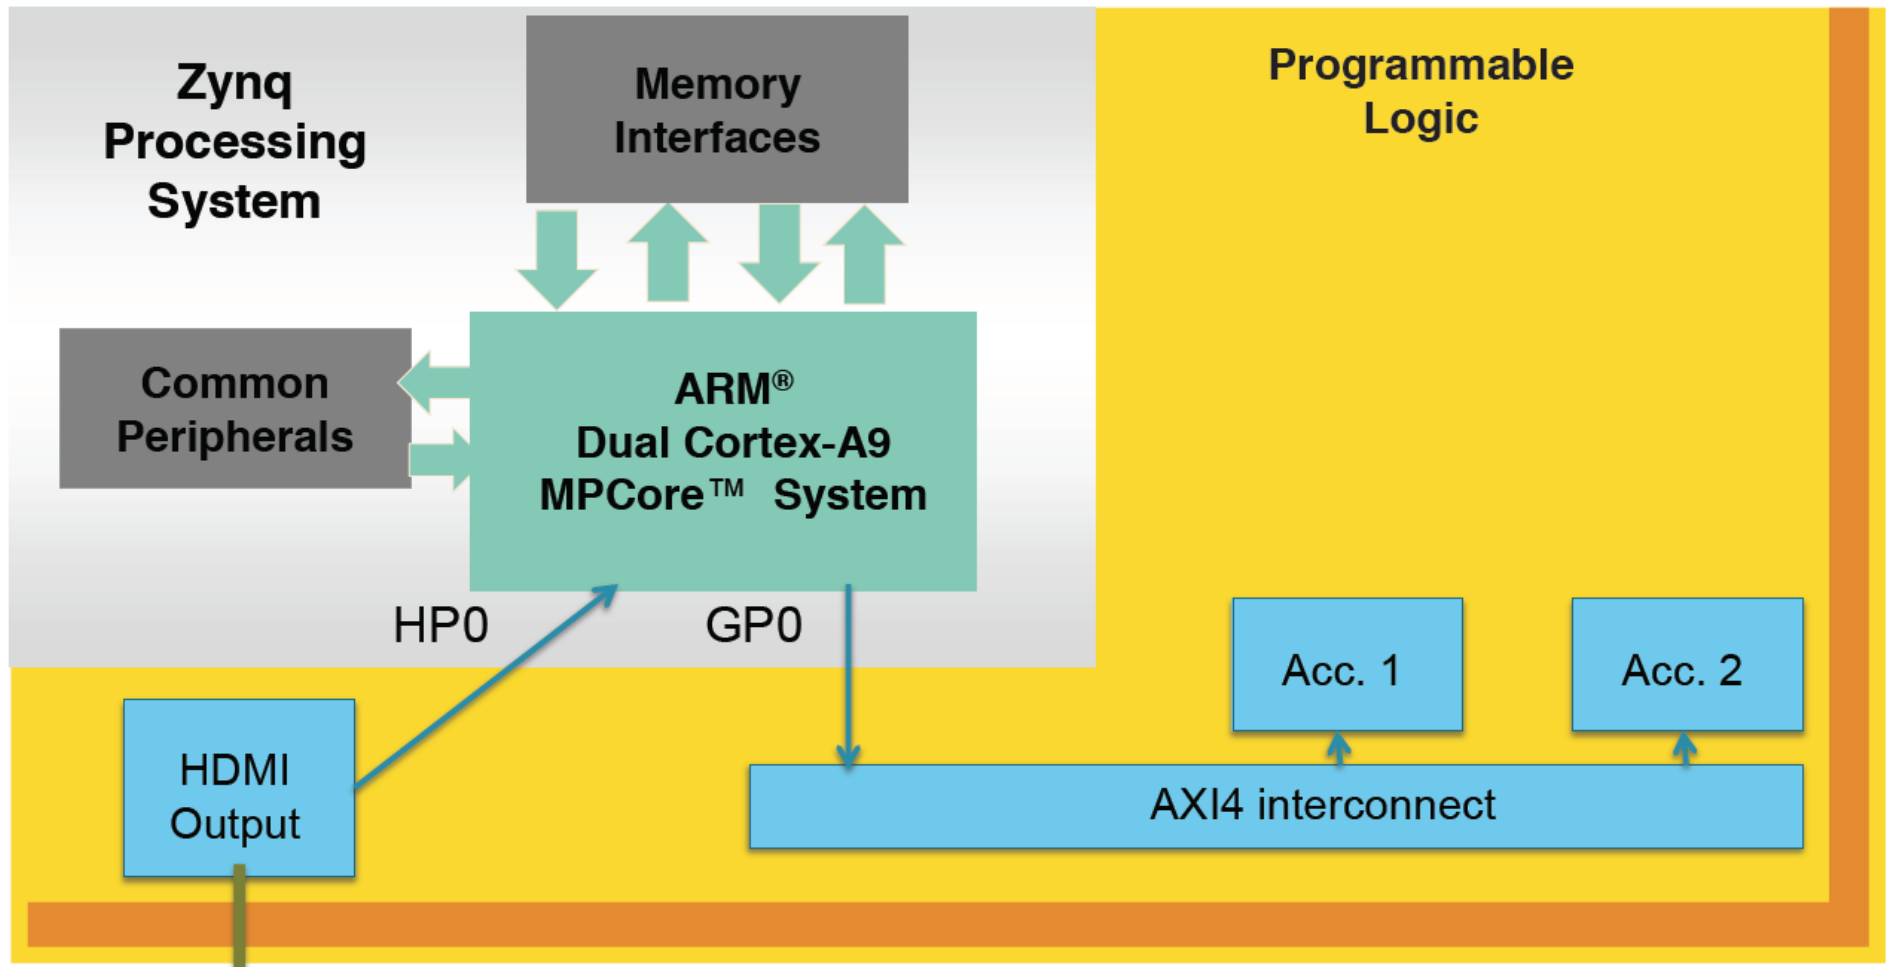 Zynq
Processing
System
Memory
Interfaces
Programmable
Logic
Common
Peripherals
ARM®
Dual Cortex-A9
MPCore™ System
HP0
GP0
Acc. 1
Acc. 2
HDMI
Output
AXI4 interconnect